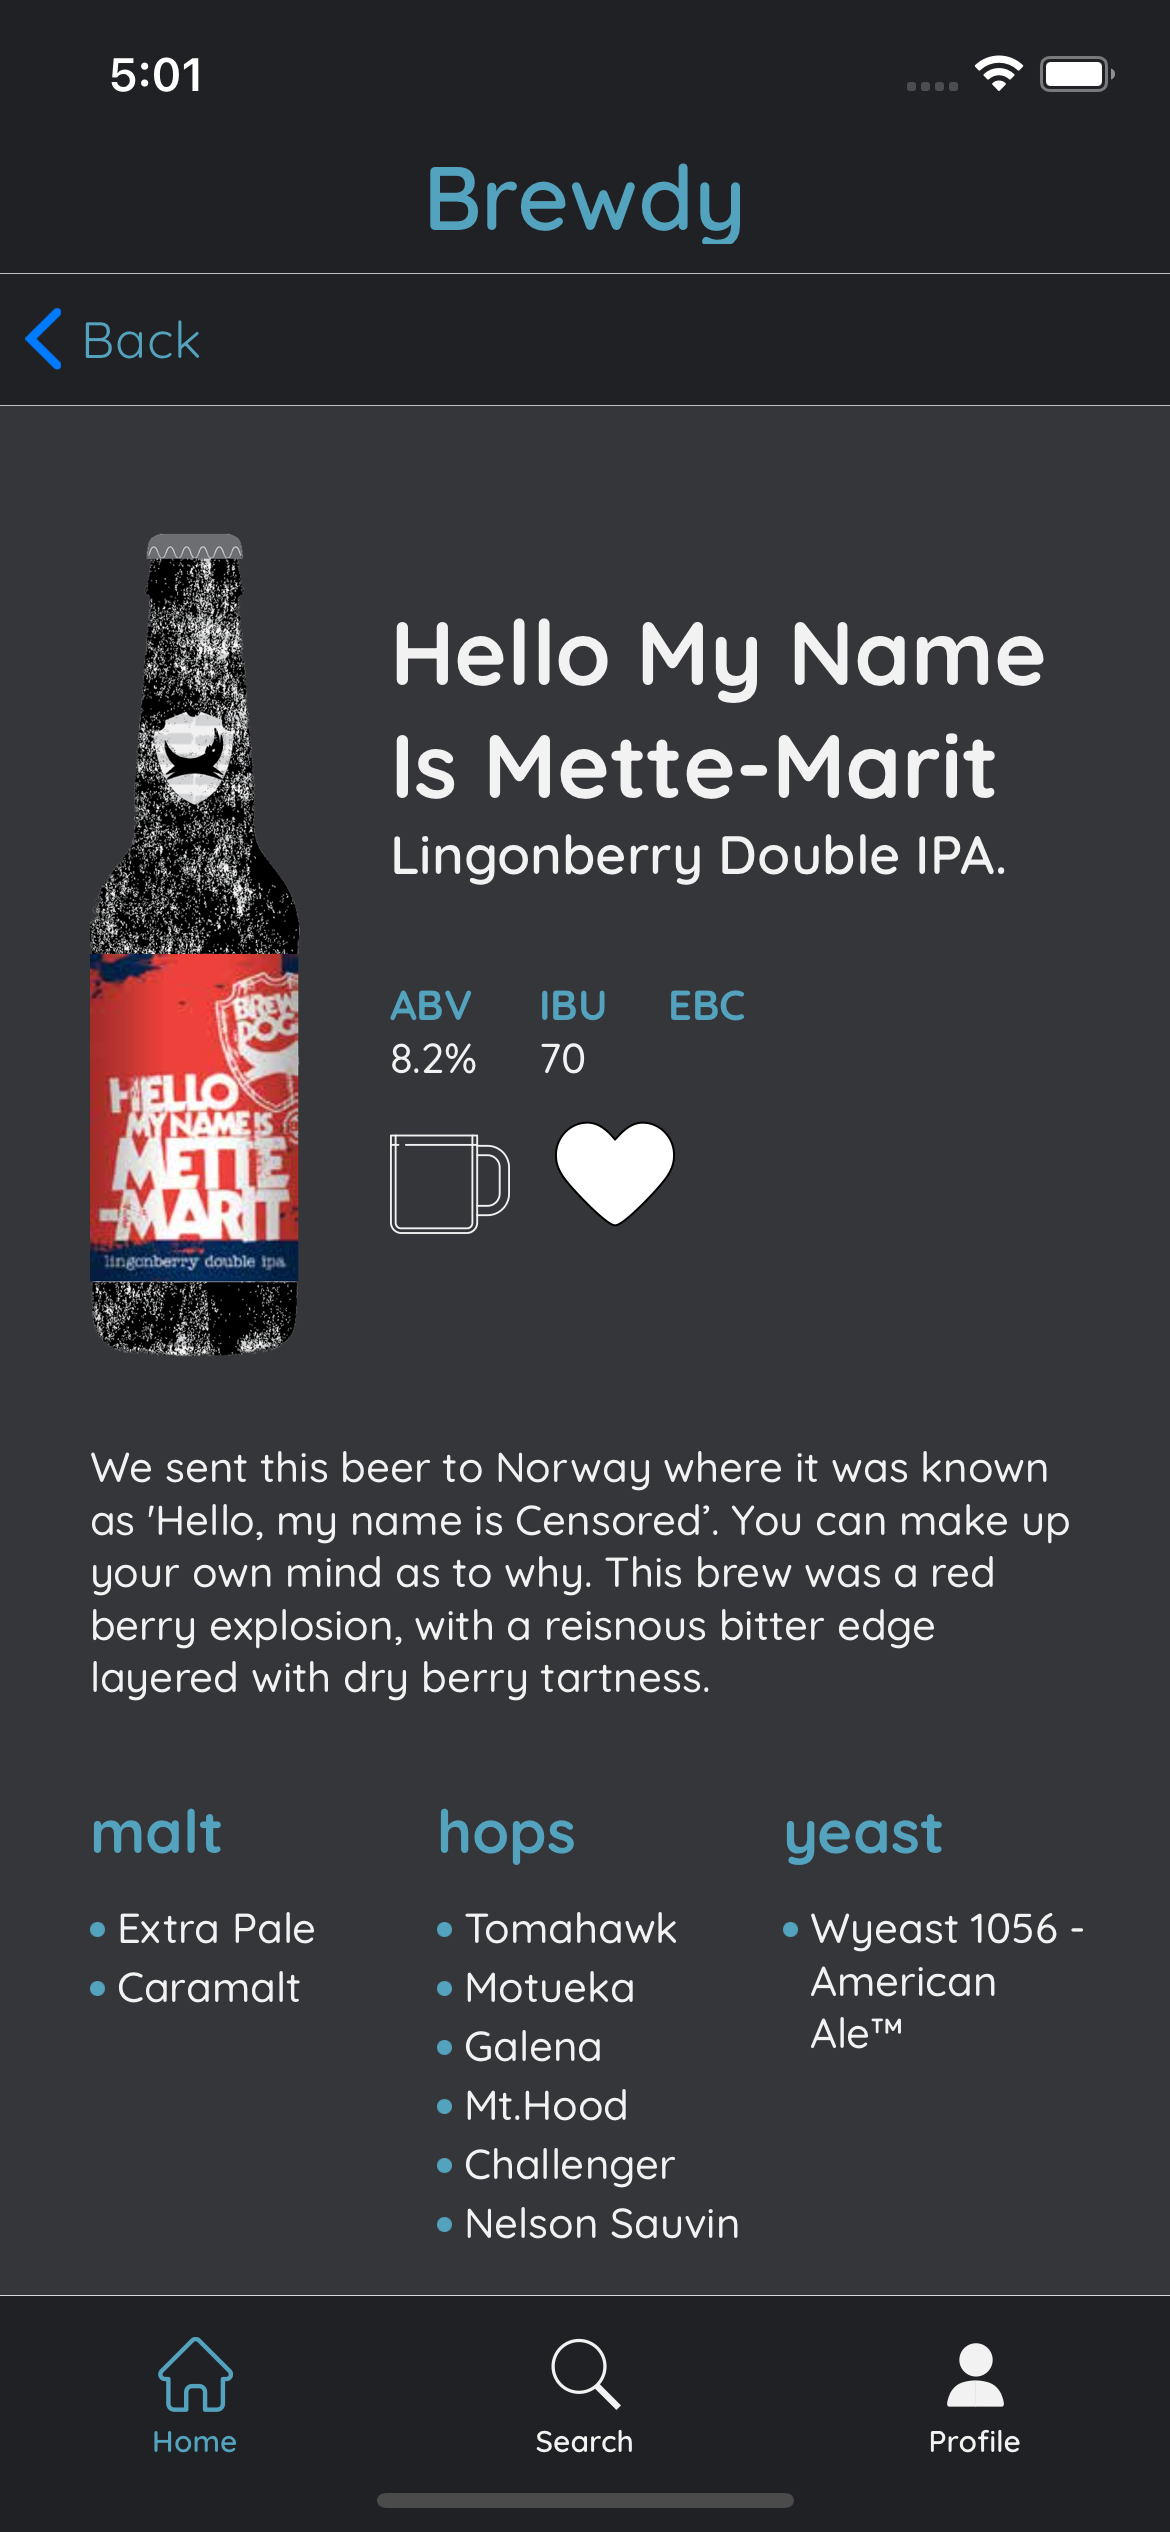 5:01
Brewdy
Back
Hello My Name
Is Mette-Marit
Lingonberry Double IPA.
ABV IBU EBC
8.2% 70
BREW
DOG
HELLO
MY NAME IS
METTE
-MARIT
lingonberry double ipa
We sent this beer to Norway where it was known
as 'Hello, my name is Censored’. You can make up
your own mind as to why. This brew was a red
berry explosion, with a reisnous bitter edge
layered with dry berry tartness.
malt
Extra Pale
Caramalt
hops
Tomahawk
Motueka
Galena
Mt.Hood
Challenger
Nelson Sauvin
yeast
Wyeast 1056 -
American
Ale™
Home
Search
Profile